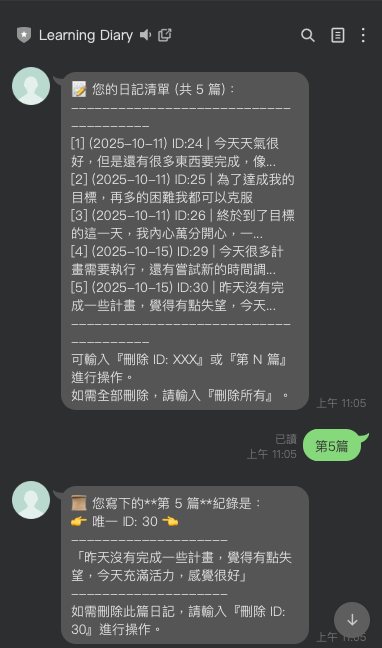 Learning Diary
📝 您的日記清單 (共 5 篇)：
-----------------------------
----------
[1] (2025-10-11) ID:24 | 今天天氣很
好，但是還有很多東西要完成，像...
[2] (2025-10-11) ID:25 | 為了達成我的
目標，再多的困難我都可以克服
[3] (2025-10-11) ID:26 | 終於到了目標
的這一天，我內心萬分開心，一...
[4] (2025-10-15) ID:29 | 今天很多計
畫需要執行，還有嘗試新的時間調...
[5] (2025-10-15) ID:30 | 昨天沒有完
成一些計畫，覺得有點失望，今天...
-----------------------------
----------
可輸入『刪除 ID: XXX』或『第 N 篇』
進行操作。
如需全部刪除，請輸入『刪除所有』。
上午 11:05
已讀
上午 11:05
第5篇
📜 您寫下的**第 5 篇**紀錄是：
👉 唯一 ID: 30 👈
--------------------
「昨天沒有完成一些計畫，覺得有點失
望，今天充滿活力，感覺很好」
--------------------
如需刪除此篇日記，請輸入『刪除 ID:
30』進行操作。
上午 11:05